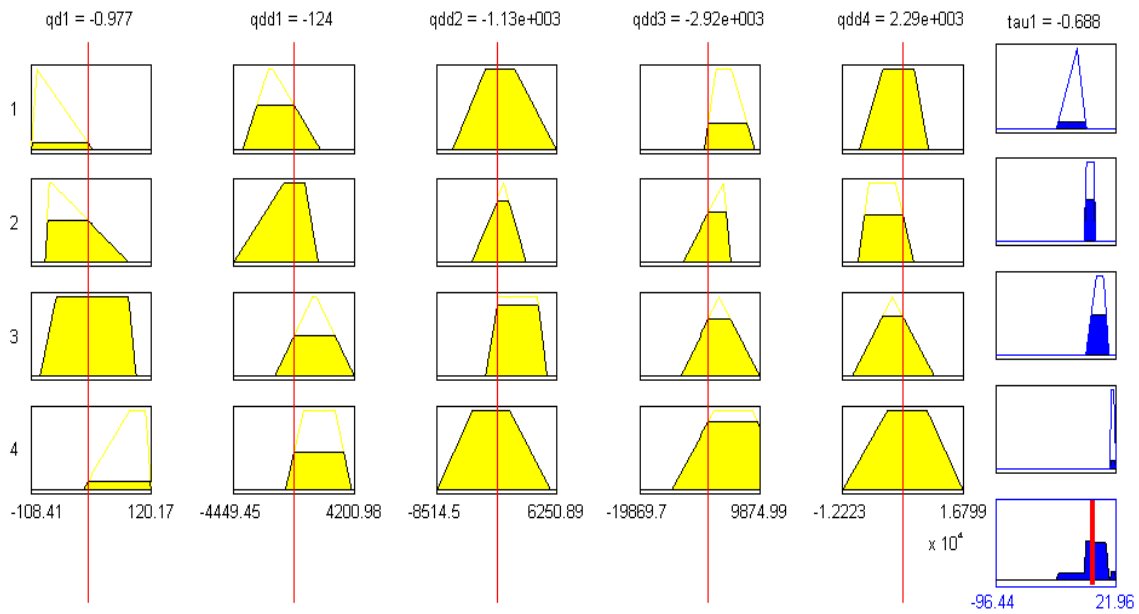 qd1 = -0.977 qdd1 = -124 qdd2 = -1.13e+003 qdd3 = -2.92e+003 qdd4 = 2.29e+003 tau1 = -0.688
1
2
3
4
-108.41 120.17 -4449.45 4200.98 -8514.5 6250.89 -19869.7 9874.99 -1.2223 1.6799
x 10⁴
-96.44 21.96